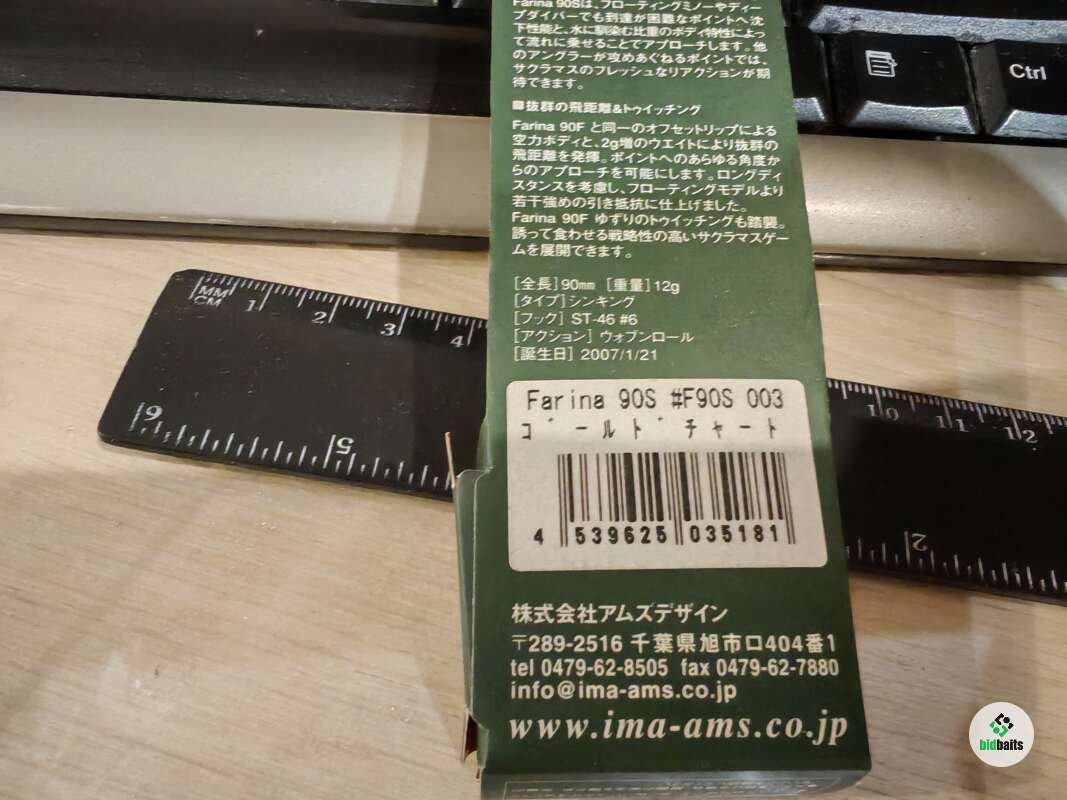 Farina 90Sは、フローティングミノーやディー
プダイバーでも到達が困難なポイントへ沈
下性能と、水に馴染む比重のボディ特性によっ
て流れに乗せることでアプローチします。他
のアングラーが攻めあぐねるポイントでは、
サクラマスのフレッシュなリアクションが期
待できます。
■抜群の飛距離&トゥイッチング
Farina 90F と同一のオフセットリップによる
空力ボディと、2g増のウエイトにより抜群の
飛距離を発揮。ポイントへのあらゆる角度か
らのアプローチを可能にします。ロングディ
スタンスを考慮し、フローティングモデルより
若干強めの引き抵抗に仕上げました。
Farina 90F ゆずりのトゥイッチングも踏襲。
誘って食わせる戦略性の高いサクラマスゲー
ムを展開できます。
[全長]90mm [重量]12g
[タイプ]シンキング
[フック] ST-46 #6
[アクション] ウォブンロール
[誕生日] 2007/1/21
Farina 90S #F90S 003
ゴールドチャート
4 539625 035181
株式会社アムズデザイン
〒289-2516 千葉県旭市ロ404番1
tel 0479-62-8505 fax 0479-62-7880
info@ima-ams.co.jp
www.ima-ams.co.jp
Ctrl
MM
CM
1 2 3 4
10 11 12
6 5
2
bidbaits